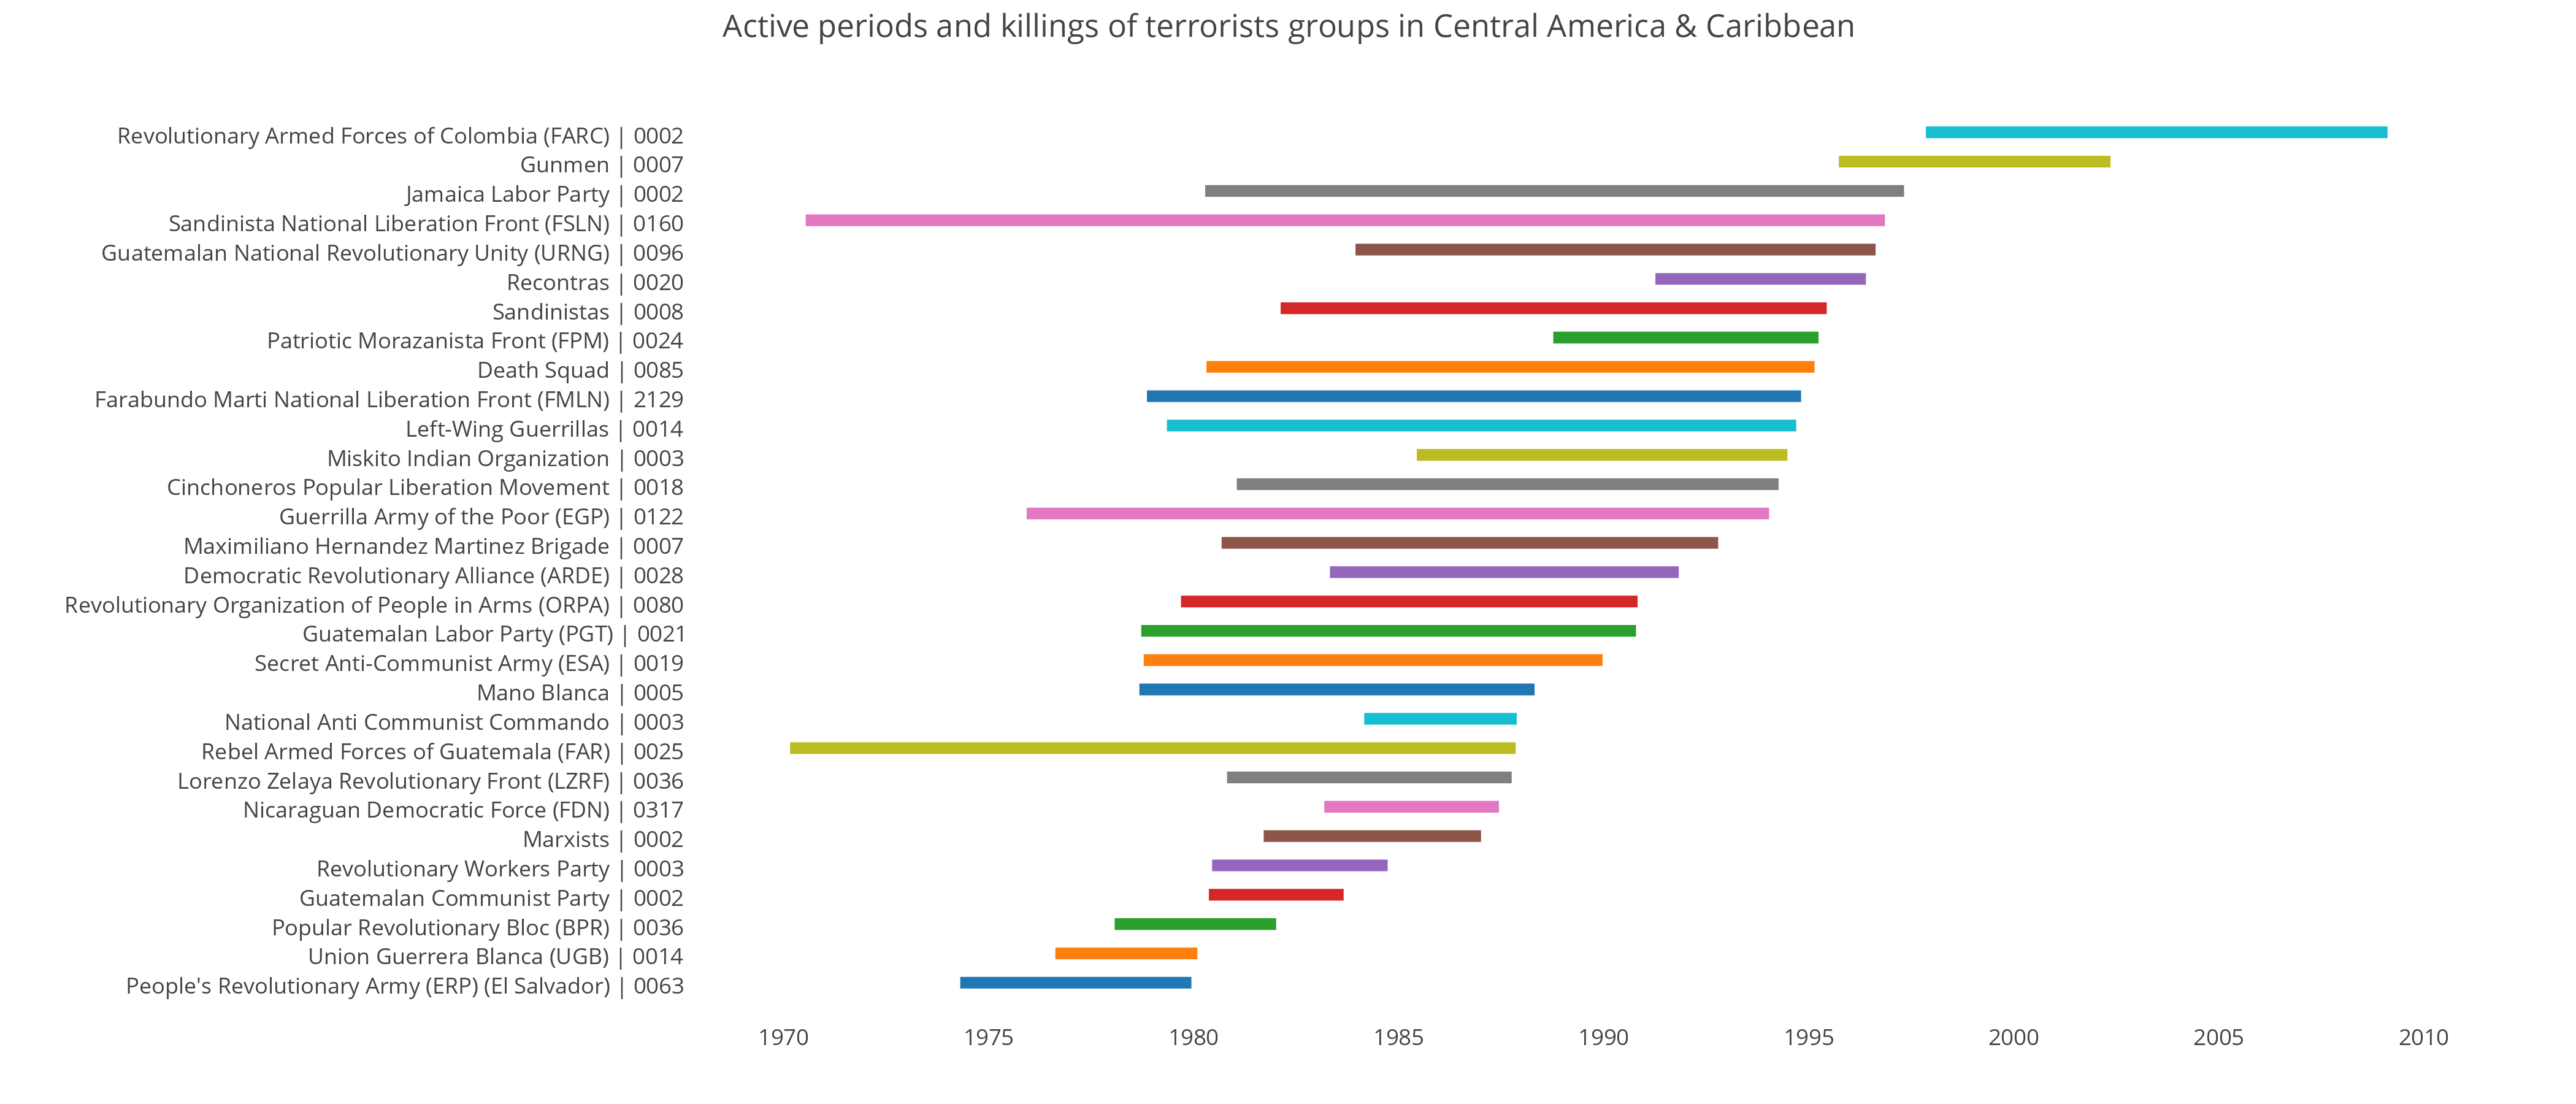 Active periods and killings of terrorists groups in Central America & Caribbean
Revolutionary Armed Forces of Colombia (FARC) | 0002
Gunmen | 0007
Jamaica Labor Party | 0002
Sandinista National Liberation Front (FSLN) | 0160
Guatemalan National Revolutionary Unity (URNG) | 0096
Recontras | 0020
Sandinistas | 0008
Patriotic Morazanista Front (FPM) | 0024
Death Squad | 0085
Farabundo Marti National Liberation Front (FMLN) | 2129
Left-Wing Guerrillas | 0014
Miskito Indian Organization | 0003
Cinchoneros Popular Liberation Movement | 0018
Guerrilla Army of the Poor (EGP) | 0122
Maximiliano Hernandez Martinez Brigade | 0007
Democratic Revolutionary Alliance (ARDE) | 0028
Revolutionary Organization of People in Arms (ORPA) | 0080
Guatemalan Labor Party (PGT) | 0021
Secret Anti-Communist Army (ESA) | 0019
Mano Blanca | 0005
National Anti Communist Commando | 0003
Rebel Armed Forces of Guatemala (FAR) | 0025
Lorenzo Zelaya Revolutionary Front (LZRF) | 0036
Nicaraguan Democratic Force (FDN) | 0317
Marxists | 0002
Revolutionary Workers Party | 0003
Guatemalan Communist Party | 0002
Popular Revolutionary Bloc (BPR) | 0036
Union Guerrera Blanca (UGB) | 0014
People's Revolutionary Army (ERP) (El Salvador) | 0063
1970 1975 1980 1985 1990 1995 2000 2005 2010